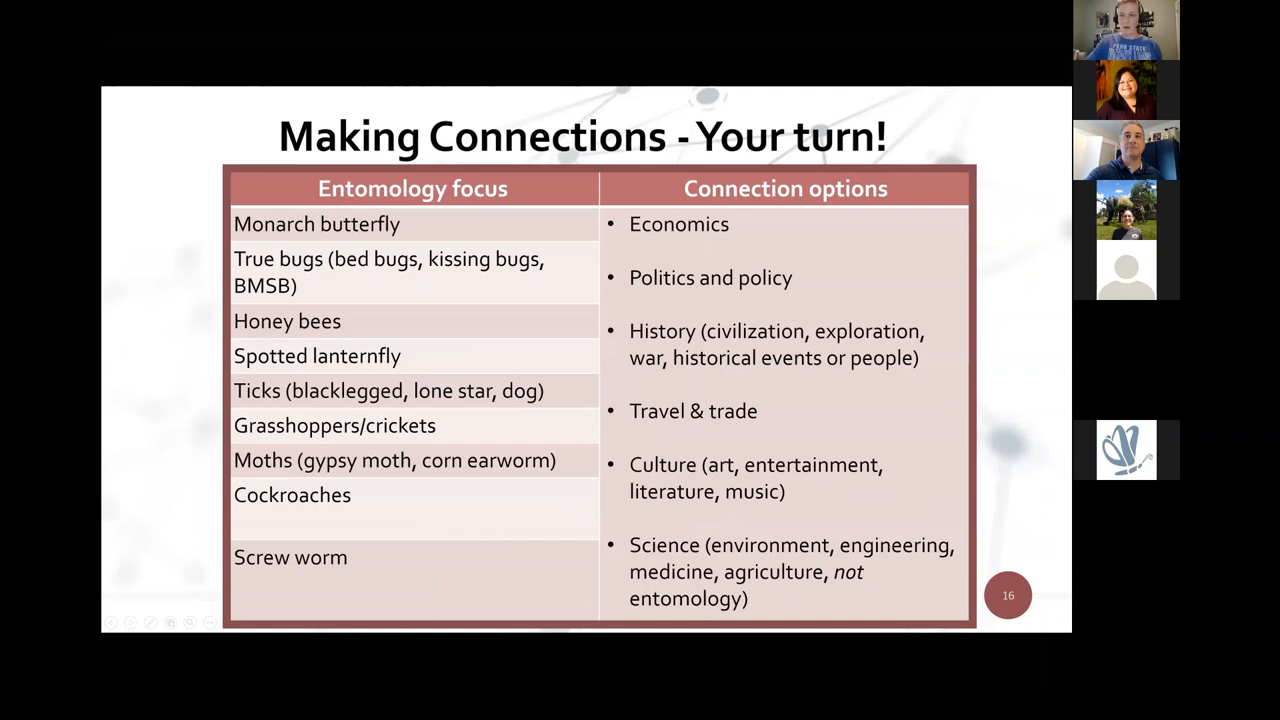 Making Connections - Your turn!
Entomology focus
Connection options
Monarch butterfly
True bugs (bed bugs, kissing bugs,
BMSB)
Honey bees
Spotted lanternfly
Ticks (blacklegged, lone star, dog)
Grasshoppers/crickets
Moths (gypsy moth, corn earworm)
Cockroaches
Screw worm
• Economics
• Politics and policy
• History (civilization, exploration,
war, historical events or people)
• Travel & trade
• Culture (art, entertainment,
literature, music)
• Science (environment, engineering,
medicine, agriculture, not
entomology)
16
PENN STATE